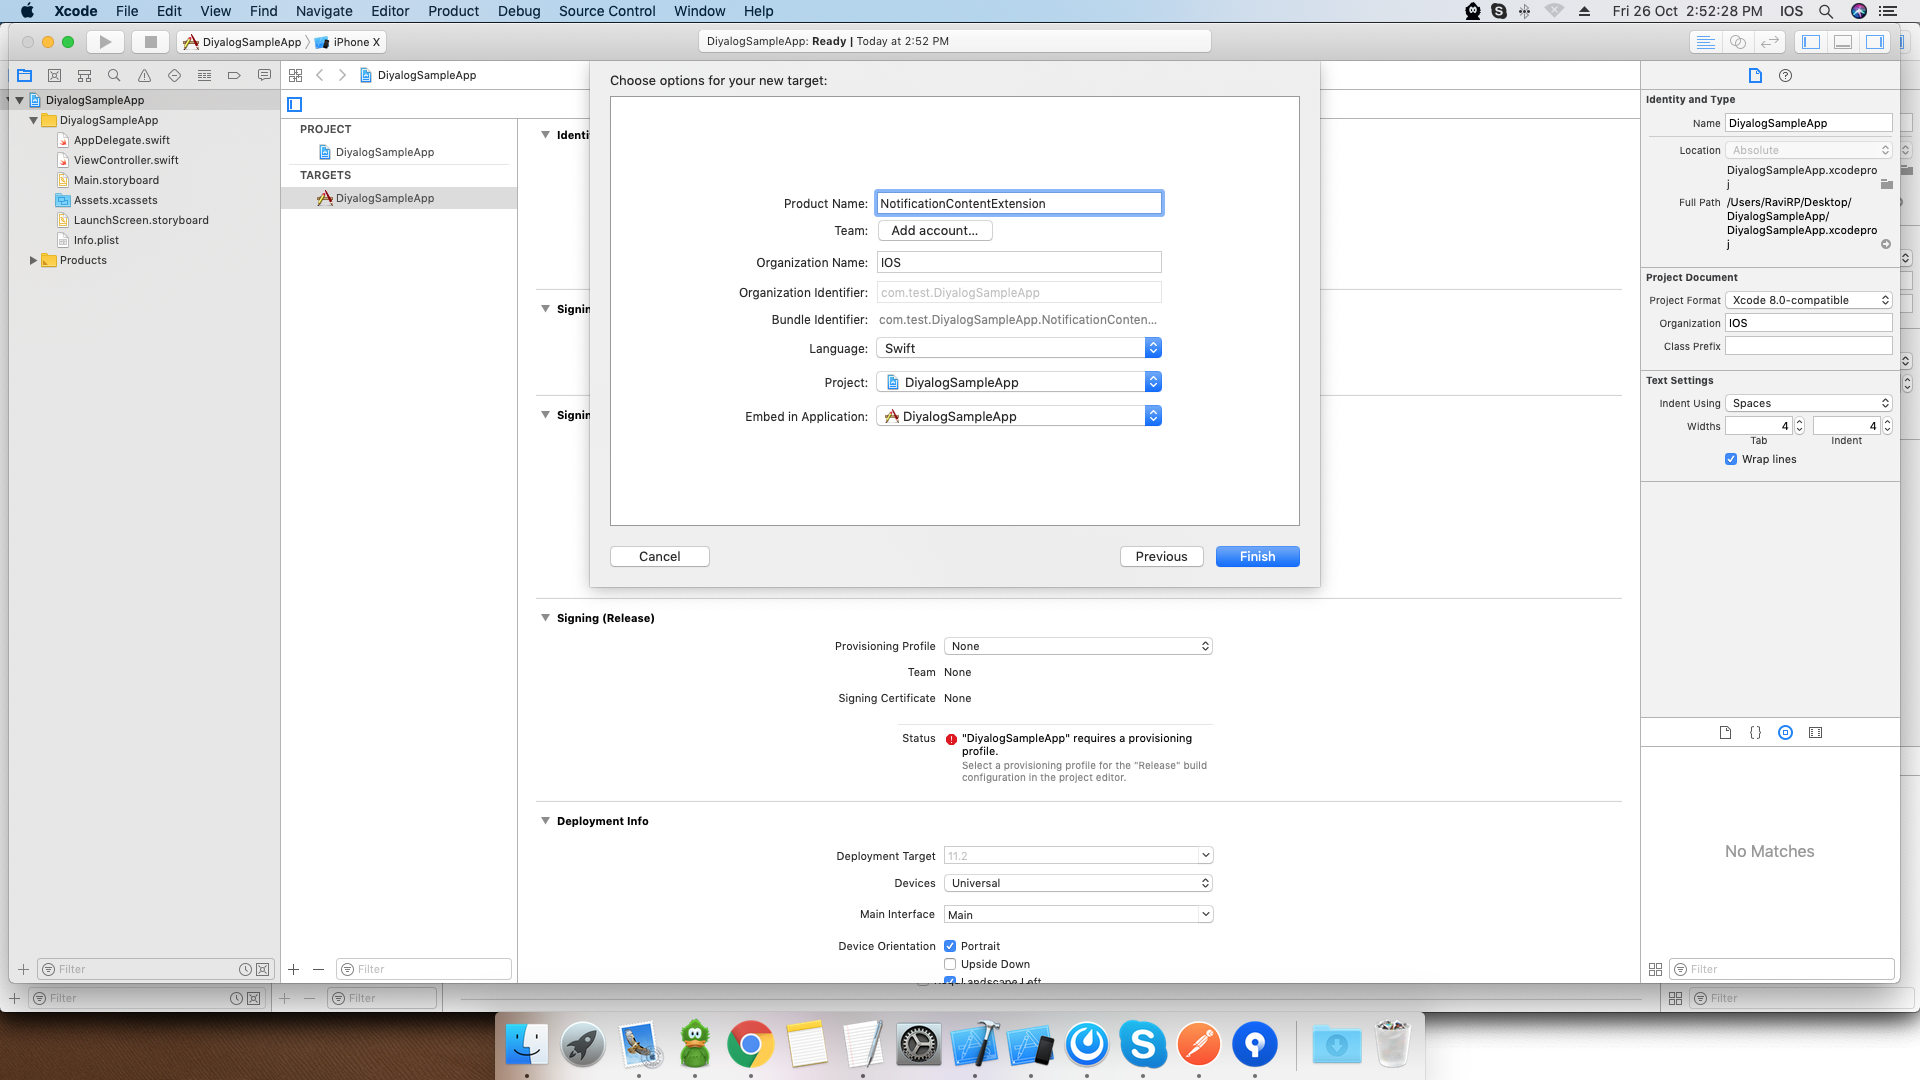 Xcode File Edit View Find Navigate Editor Product Debug Source Control Window Help
Fri 26 Oct 2:52:28 PM IOS
DiyalogSampleApp iPhone X
DiyalogSampleApp: Ready | Today at 2:52 PM
DiyalogSampleApp
DiyalogSampleApp
AppDelegate.swift
ViewController.swift
Main.storyboard
Assets.xcassets
LaunchScreen.storyboard
Info.plist
Products
Filter
Filter
DiyalogSampleApp
PROJECT
DiyalogSampleApp
TARGETS
DiyalogSampleApp
Filter
Filter
Identi
Signin
Signin
Choose options for your new target:
Product Name: NotificationContentExtension
Team: Add account...
Organization Name: IOS
Organization Identifier: com.test.DiyalogSampleApp
Bundle Identifier: com.test.DiyalogSampleApp.NotificationConten...
Language: Swift
Project: DiyalogSampleApp
Embed in Application: DiyalogSampleApp
Cancel Previous Finish
Signing (Release)
Provisioning Profile None
Team None
Signing Certificate None
Status "DiyalogSampleApp" requires a provisioning
profile.
Select a provisioning profile for the "Release" build
configuration in the project editor.
Deployment Info
Deployment Target 11.2
Devices Universal
Main Interface Main
Device Orientation Portrait
Upside Down
Landscape Left
Identity and Type
Name DiyalogSampleApp
Location Absolute
DiyalogSampleApp.xcodepro
j
Full Path /Users/RaviRP/Desktop/
DiyalogSampleApp/
DiyalogSampleApp.xcodepro
j
Project Document
Project Format Xcode 8.0-compatible
Organization IOS
Class Prefix
Text Settings
Indent Using Spaces
Widths 4 4
Tab Indent
Wrap lines
No Matches
Filter
Filter